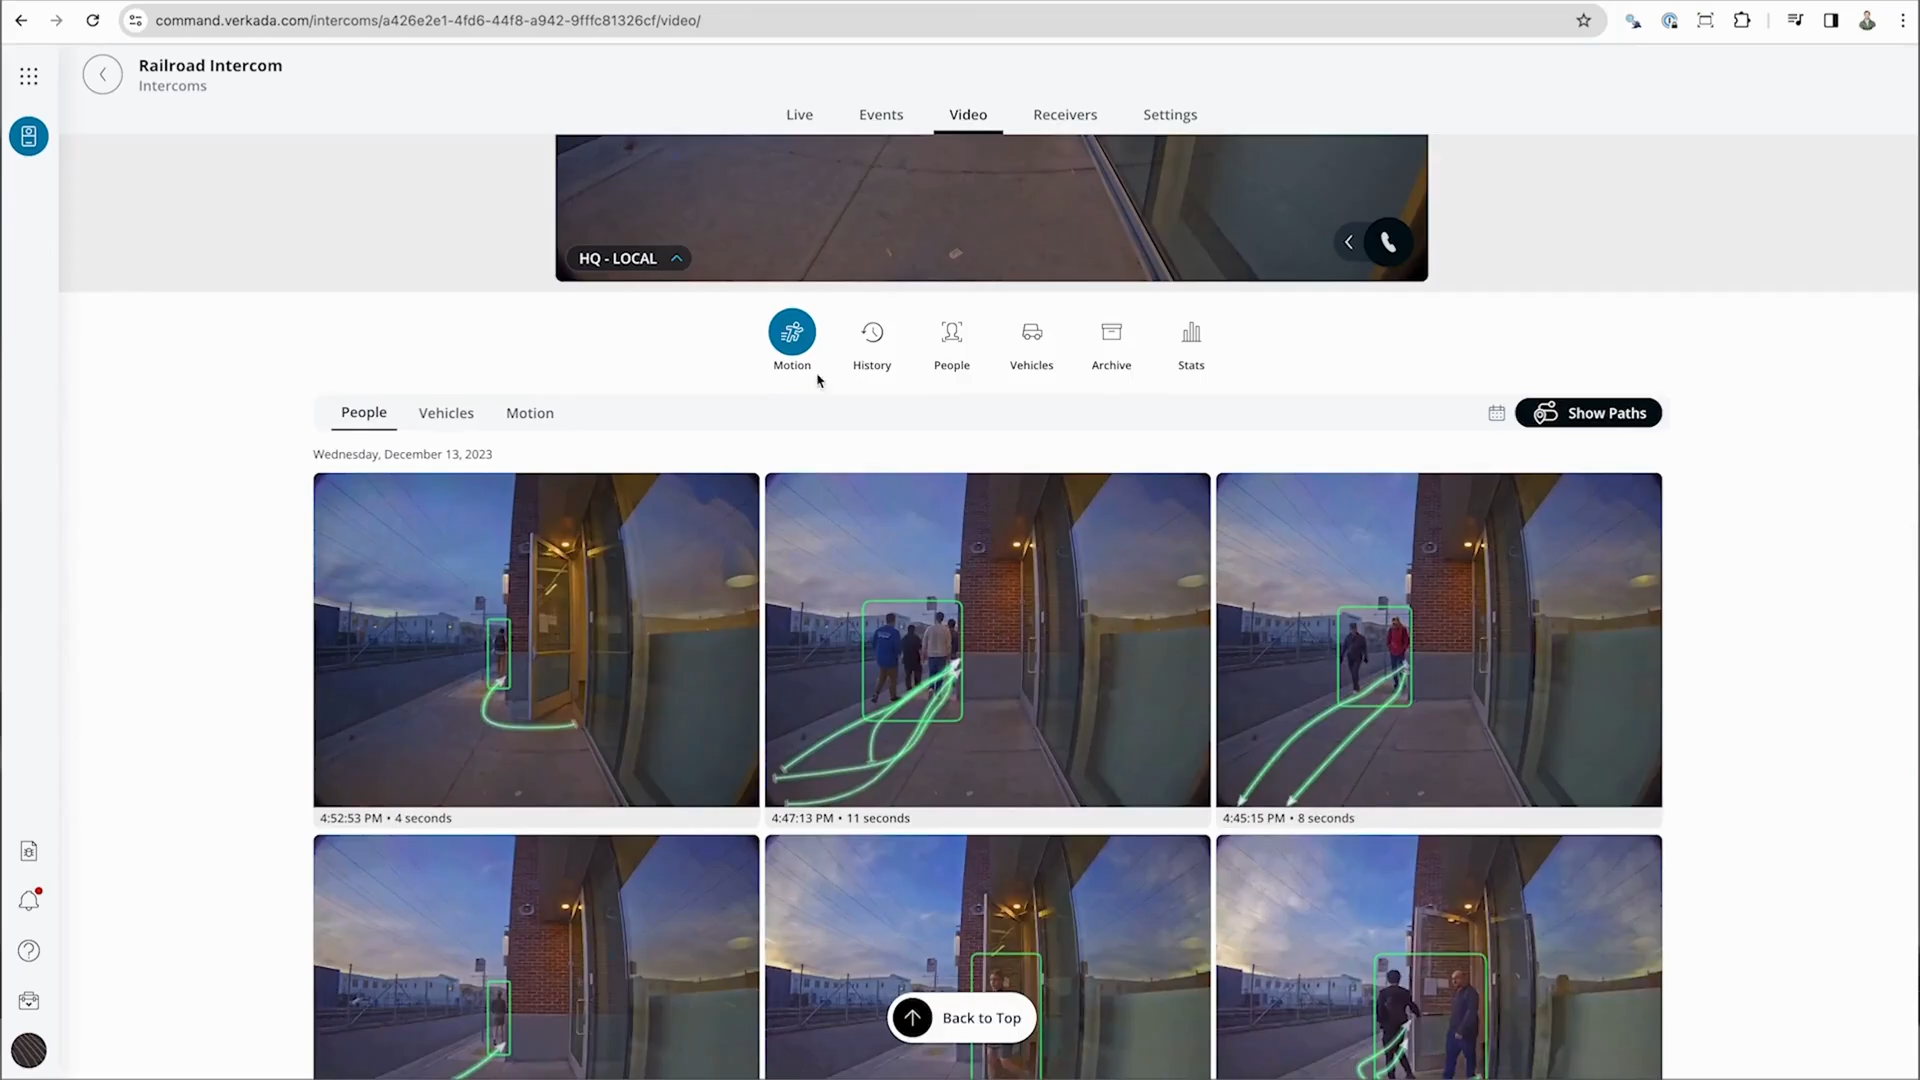 command.verkada.com/intercoms/a426e2e1-4fd6-44f8-a942-9fffc81326cf/video/
Railroad Intercom
Intercoms
Live
Events
Video
Receivers
Settings
HQ - LOCAL
Motion
History
People
Vehicles
Archive
Stats
People
Vehicles
Motion
Show Paths
Wednesday, December 13, 2023
4:52:53 PM • 4 seconds
4:47:13 PM • 11 seconds
4:45:15 PM • 8 seconds
Back to Top